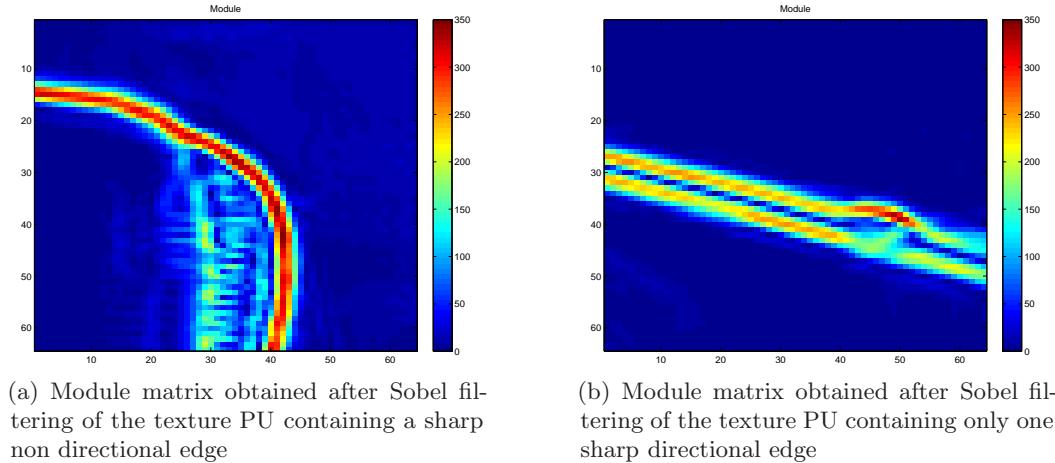 Module
10
20
30
40
50
60
10 20 30 40 50 60
350
300
250
200
150
100
50
0
(a) Module matrix obtained after Sobel fil-
tering of the texture PU containing a sharp
non directional edge
Module
10
20
30
40
50
60
10 20 30 40 50 60
350
300
250
200
150
100
50
0
(b) Module matrix obtained after Sobel fil-
tering of the texture PU containing only one
sharp directional edge